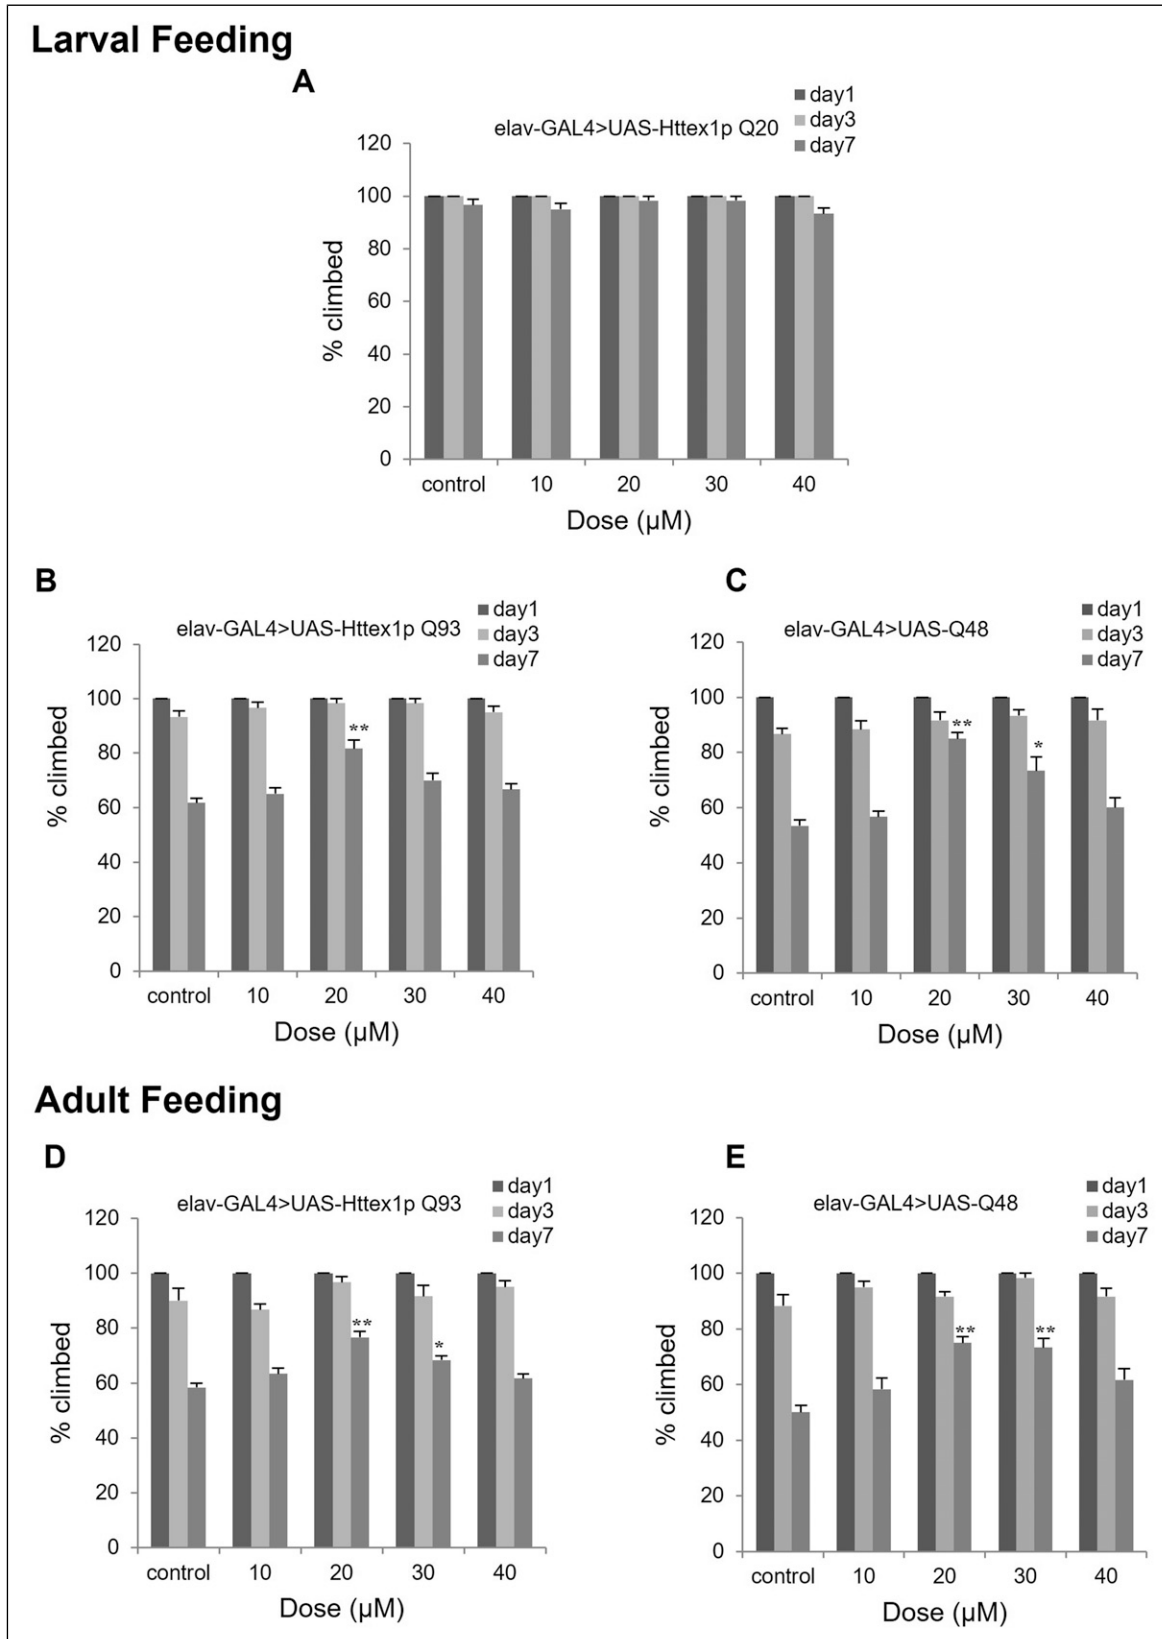 Larval Feeding
A
day1
elav-GAL4>UAS-Httex1p Q20
day3
day7
120
100
80
60
40
20
0
% climbed
control 10 20 30 40
Dose (µM)
B
day1
elav-GAL4>UAS-Httex1p Q93
day3
day7
120
100
80
60
40
20
0
% climbed
**
control 10 20 30 40
Dose (µM)
C
day1
elav-GAL4>UAS-Q48
day3
day7
120
100
80
60
40
20
0
% climbed
**
*
control 10 20 30 40
Dose (µM)
Adult Feeding
D
day1
elav-GAL4>UAS-Httex1p Q93
day3
day7
120
100
80
60
40
20
0
% climbed
**
*
control 10 20 30 40
Dose (µM)
E
day1
elav-GAL4>UAS-Q48
day3
day7
120
100
80
60
40
20
0
% climbed
**
**
control 10 20 30 40
Dose (µM)